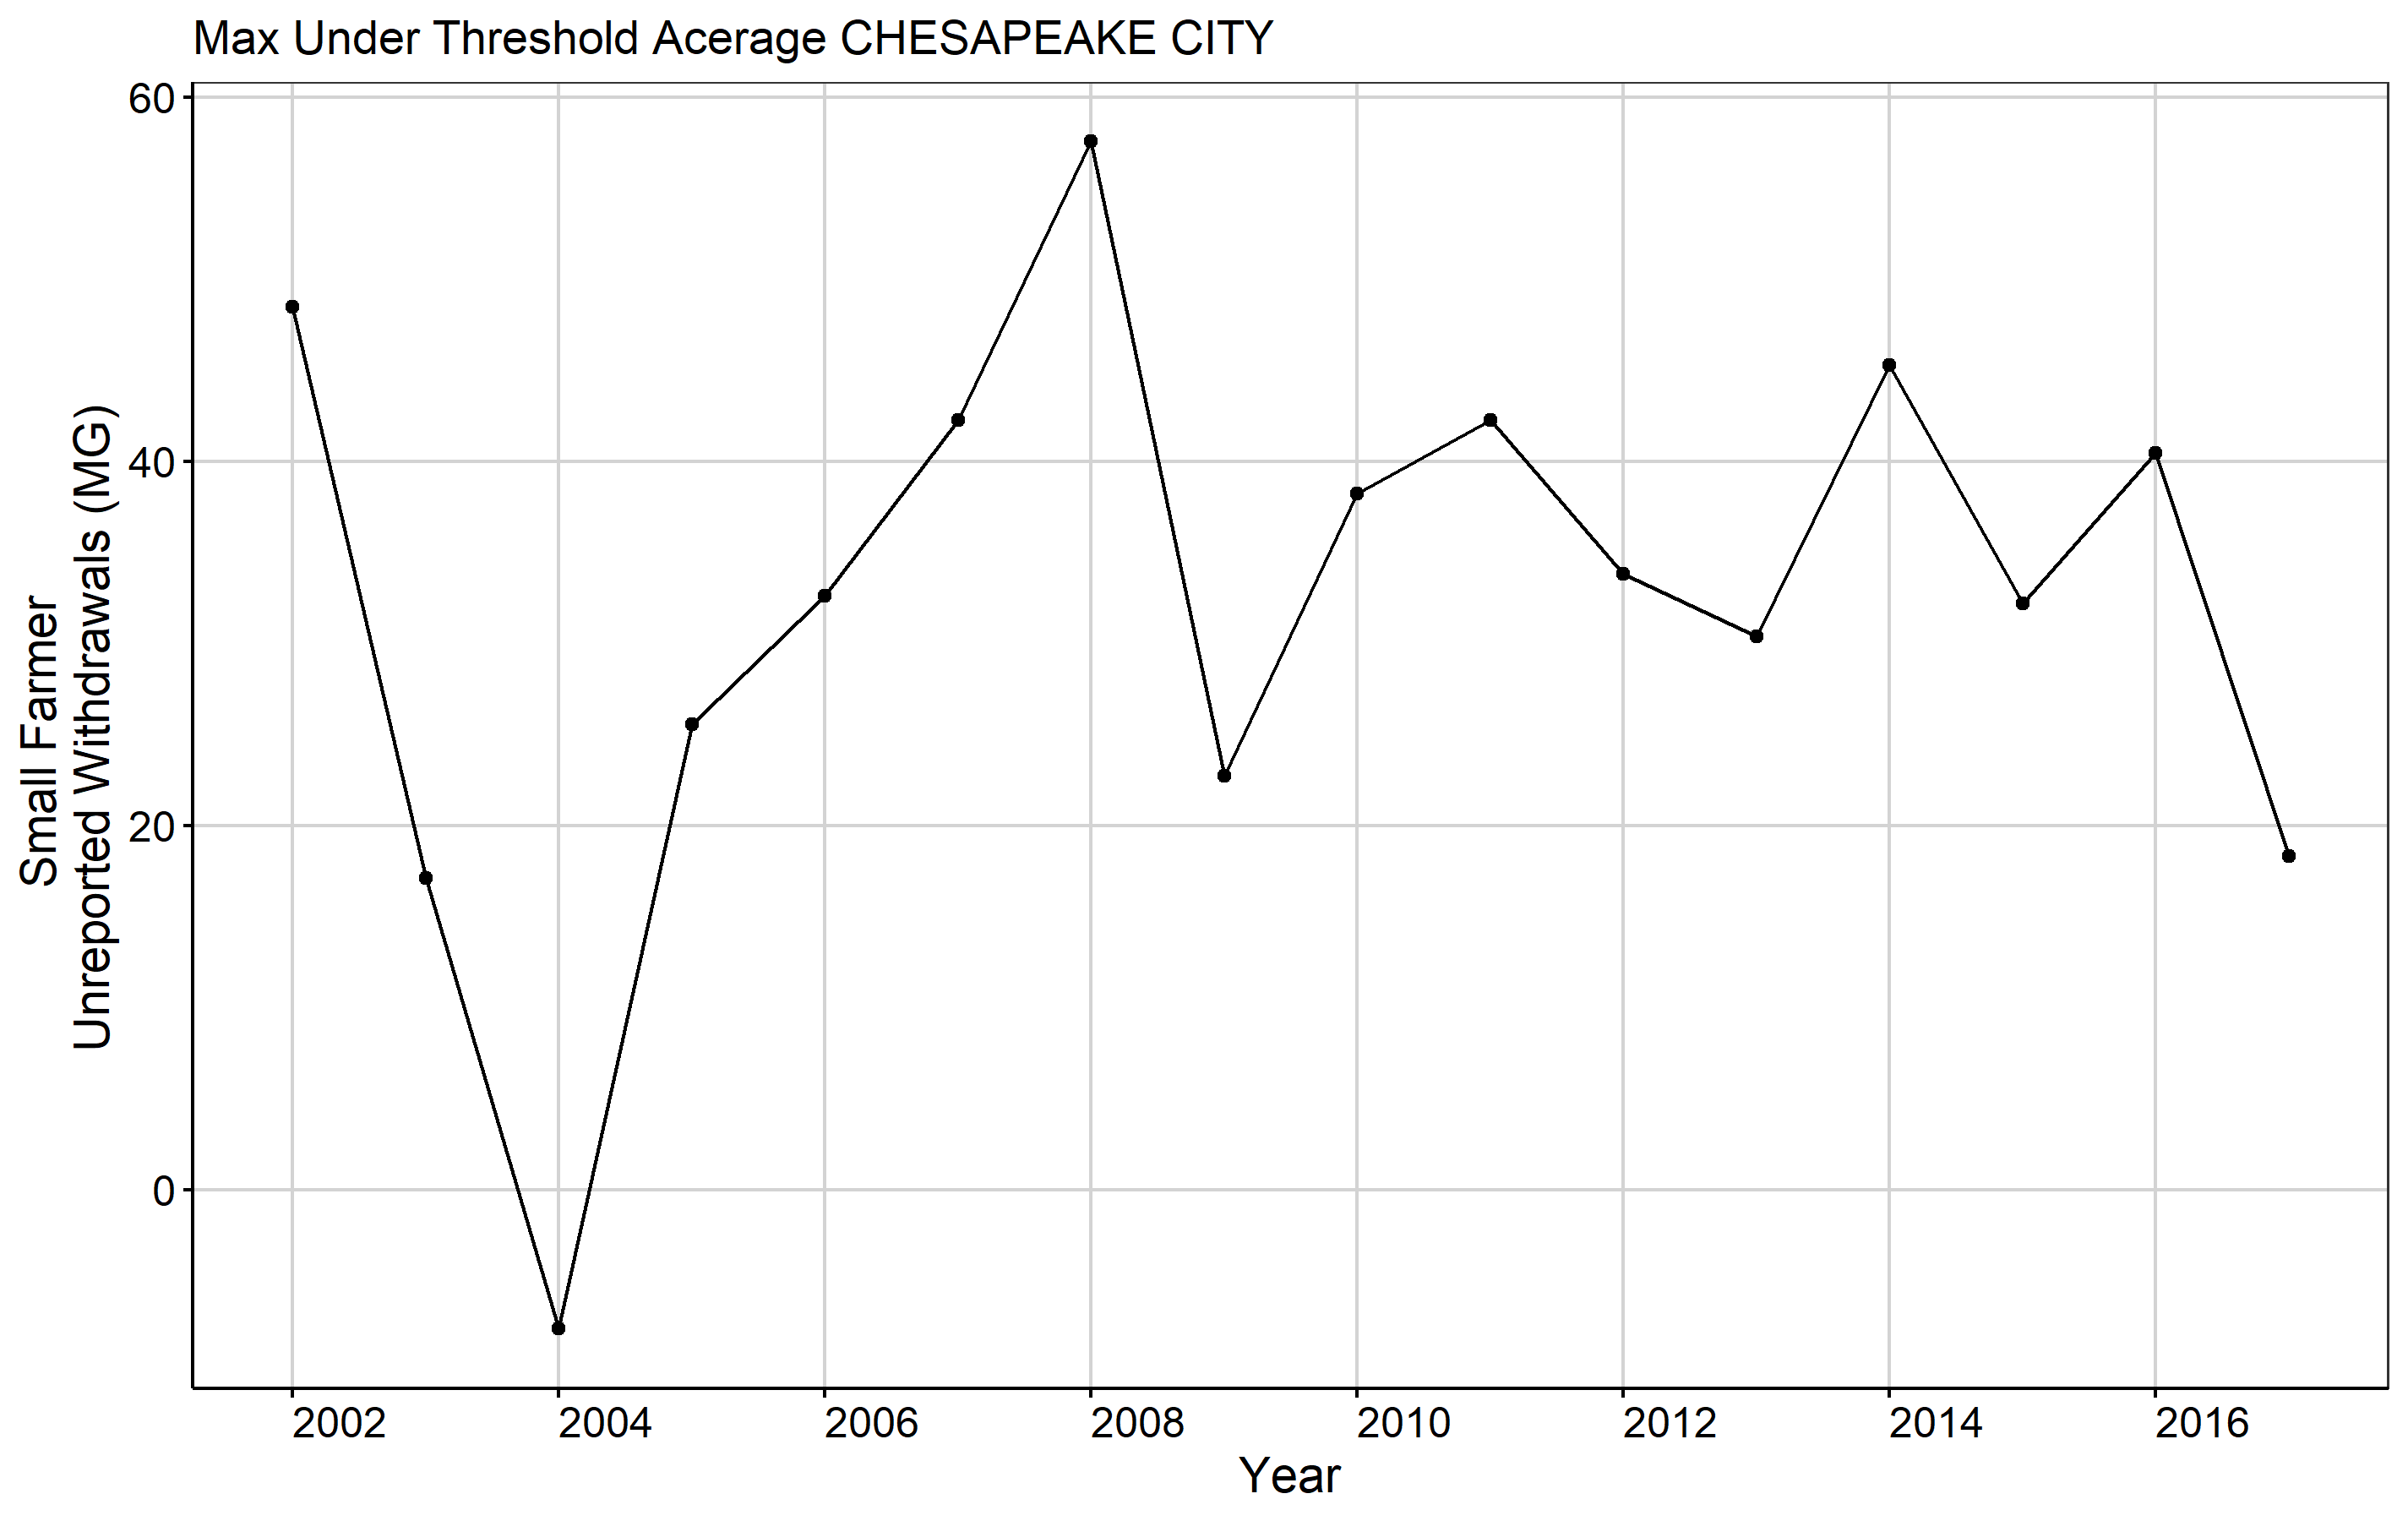 Max Under Threshold Acerage CHESAPEAKE CITY
Small Farmer
Unreported Withdrawals (MG)
60
40
20
0
2002 2004 2006 2008 2010 2012 2014 2016
Year